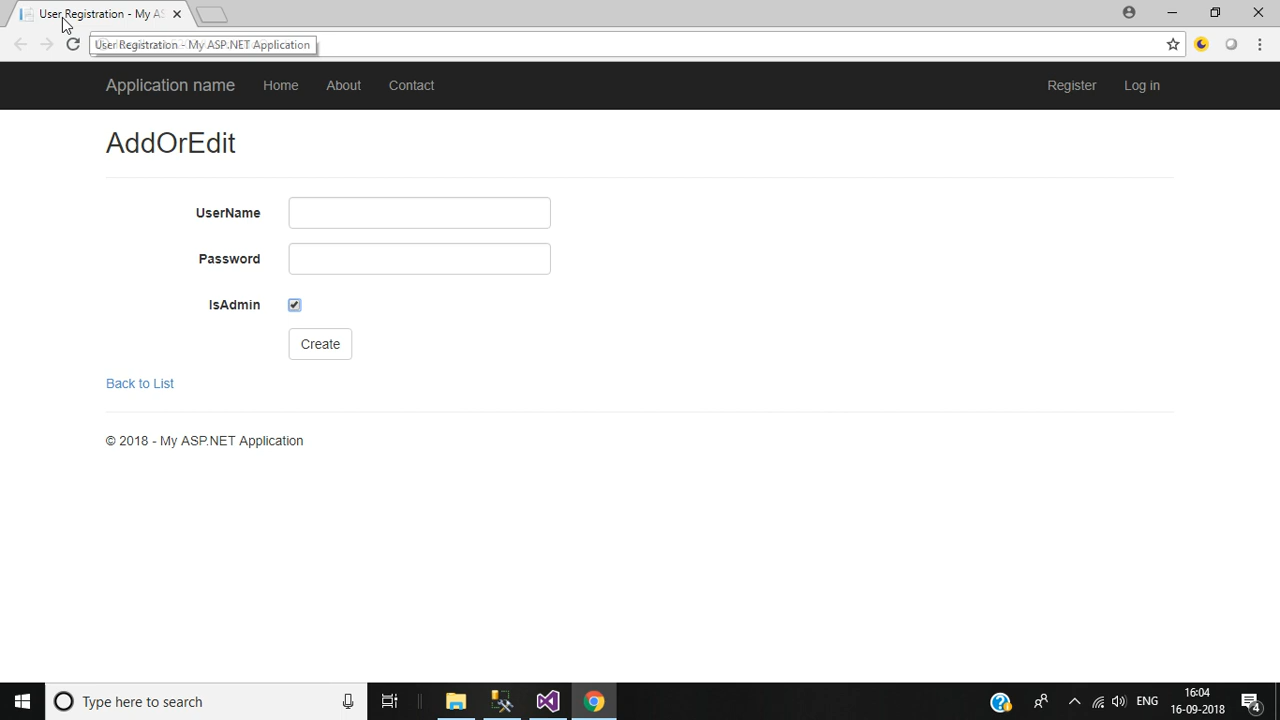 User Registration - My AS
User Registration - My ASP.NET Application
Application name Home About Contact Register Log in
AddOrEdit
UserName
Password
IsAdmin
Create
Back to List
© 2018 - My ASP.NET Application
Type here to search
ENG
16:04
16-09-2018
4